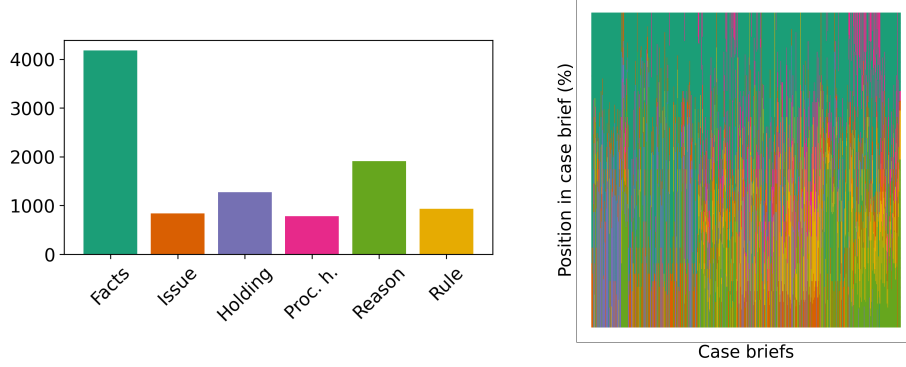 4000
3000
2000
1000
0
Facts
Issue
Holding
Proc. h.
Reason
Rule
Position in case brief (%)
Case briefs